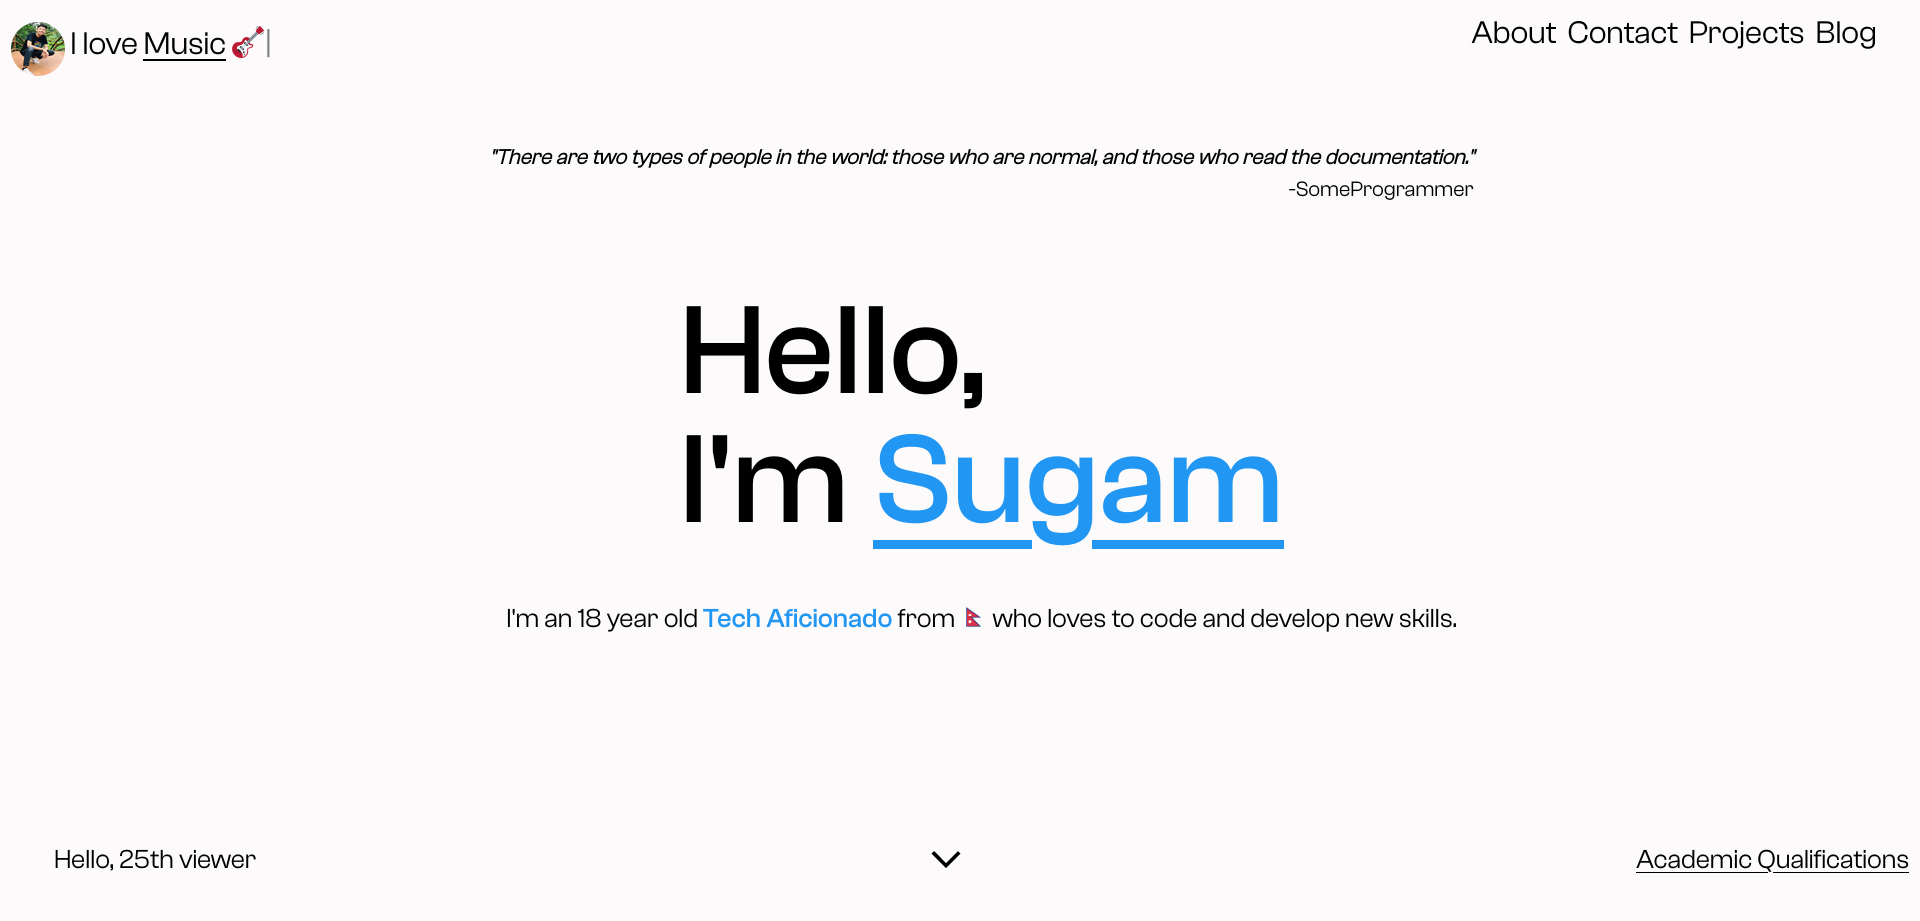 I love Music 🎸|
About Contact Projects Blog
"There are two types of people in the world: those who are normal, and those who read the documentation."
-SomeProgrammer
Hello,
I'm Sugam
I'm an 18 year old Tech Aficionado from 🇳🇵 who loves to code and develop new skills.
Hello, 25th viewer
Academic Qualifications